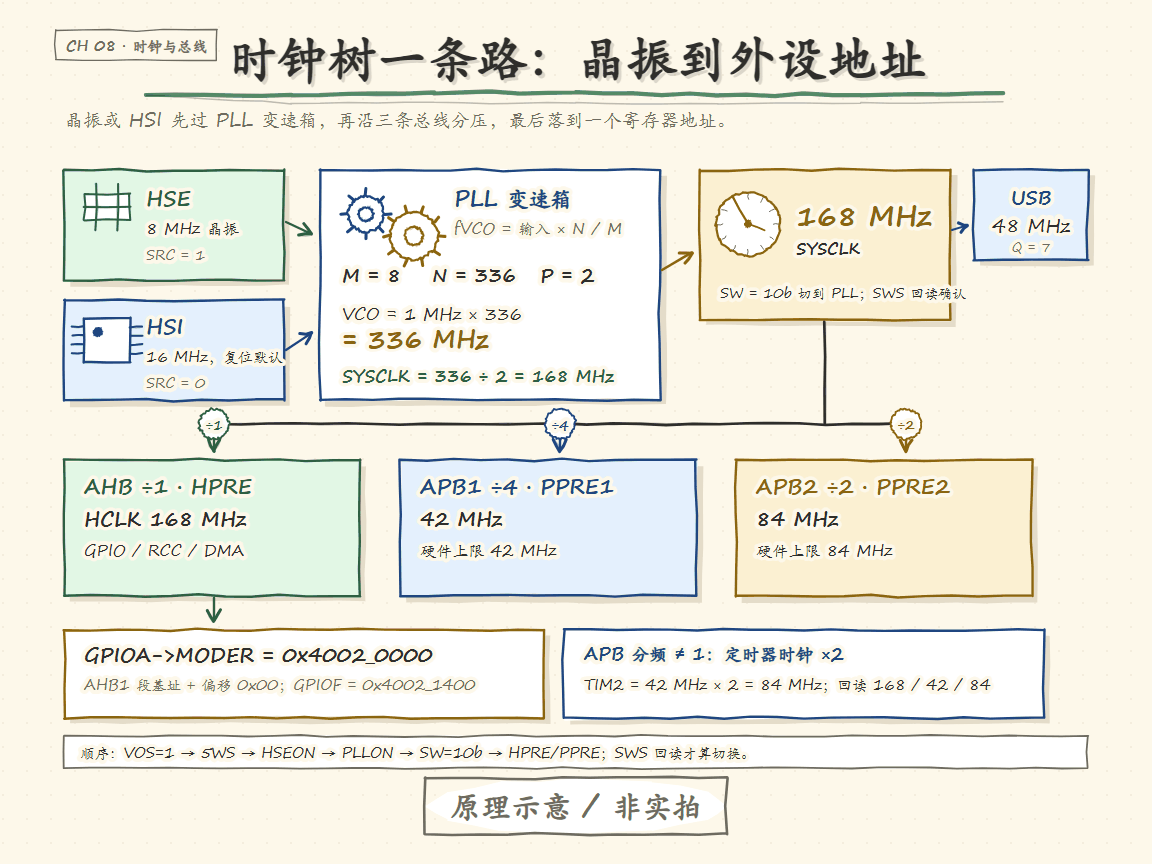 CH 08 · 时钟与总线
时钟树一条路：晶振到外设地址
晶振或 HSI 先过 PLL 变速箱，再沿三条总线分压，最后落到一个寄存器地址。
HSE
8 MHz 晶振
SRC = 1
HSI
16 MHz，复位默认
SRC = 0
PLL 变速箱
fVCO = 输入 × N / M
M = 8 N = 336 P = 2
VCO = 1 MHz × 336
= 336 MHz
SYSCLK = 336 ÷ 2 = 168 MHz
168 MHz
SYSCLK
SW = 10b 切到 PLL；SWS 回读确认
USB
48 MHz
Q = 7
÷1
÷4
÷2
AHB ÷1 · HPRE
HCLK 168 MHz
GPIO / RCC / DMA
APB1 ÷4 · PPRE1
42 MHz
硬件上限 42 MHz
APB2 ÷2 · PPRE2
84 MHz
硬件上限 84 MHz
GPIOA->MODER = 0x4002_0000
AHB1 段基址 + 偏移 0x00；GPIOF = 0x4002_1400
APB 分频 ≠ 1：定时器时钟 ×2
TIM2 = 42 MHz × 2 = 84 MHz；回读 168 / 42 / 84
顺序：VOS=1 → 5WS → HSEON → PLLON → SW=10b → HPRE/PPRE；SWS 回读才算切换。
原理示意 / 非实拍